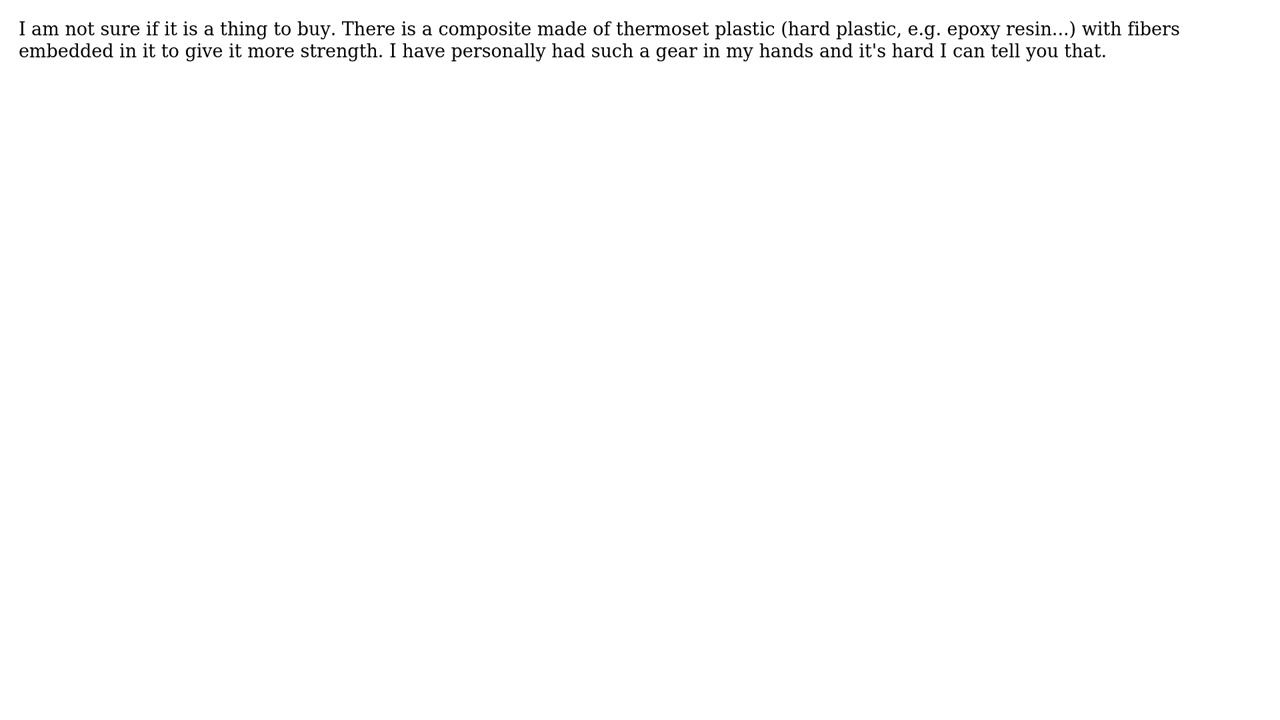 I am not sure if it is a thing to buy. There is a composite made of thermoset plastic (hard plastic, e.g. epoxy resin...) with fibers
embedded in it to give it more strength. I have personally had such a gear in my hands and it's hard I can tell you that.